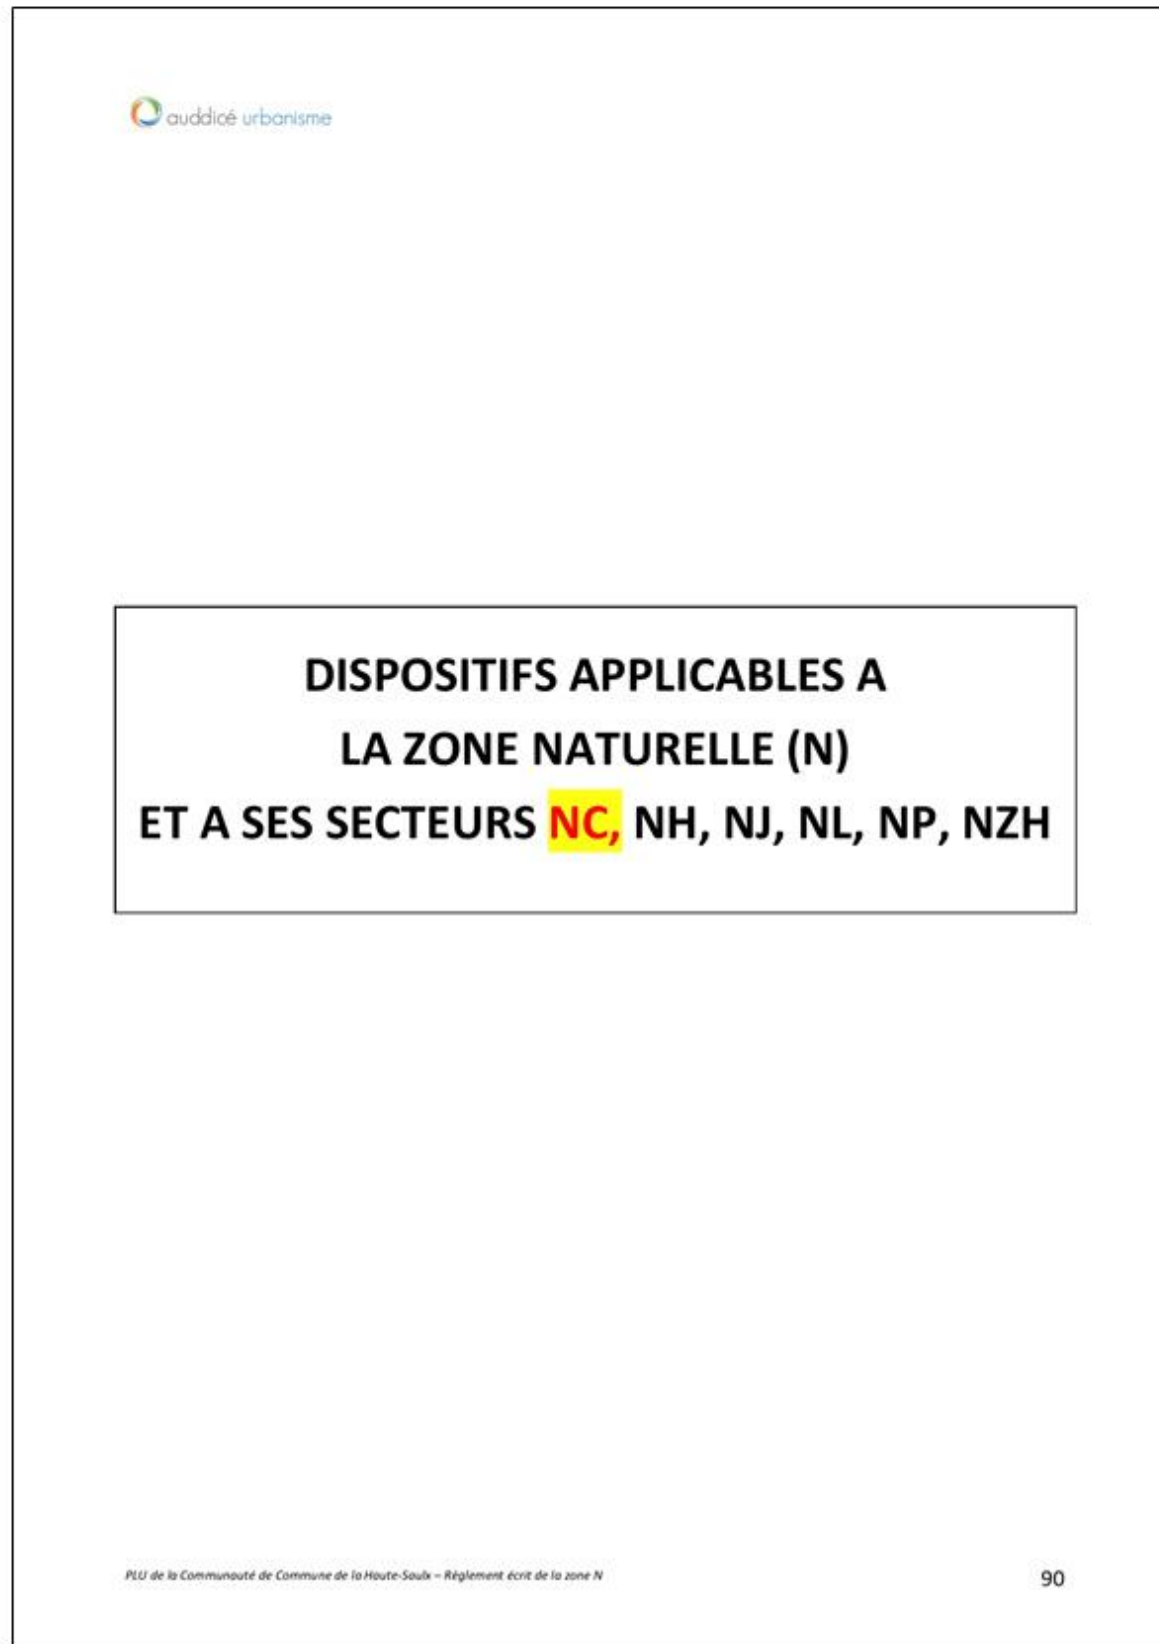 auddicé urbanisme
DISPOSITIFS APPLICABLES A
LA ZONE NATURELLE (N)
ET A SES SECTEURS NC, NH, NJ, NL, NP, NZH
PLU de la Communauté de Commune de la Haute-Saulx – Règlement écrit de la zone N
90